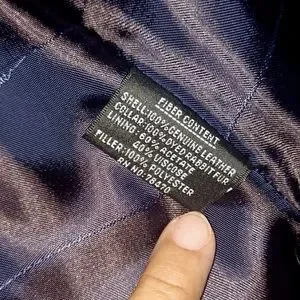 FIBER CONTENT
SHELL:100%GENUINE LEATHER
COLLAR:100%DYED RABBIT FUR
LINING:60%ACETATE
40% VISCOSE
FILLER:100% POLYESTER
RN NO:78270